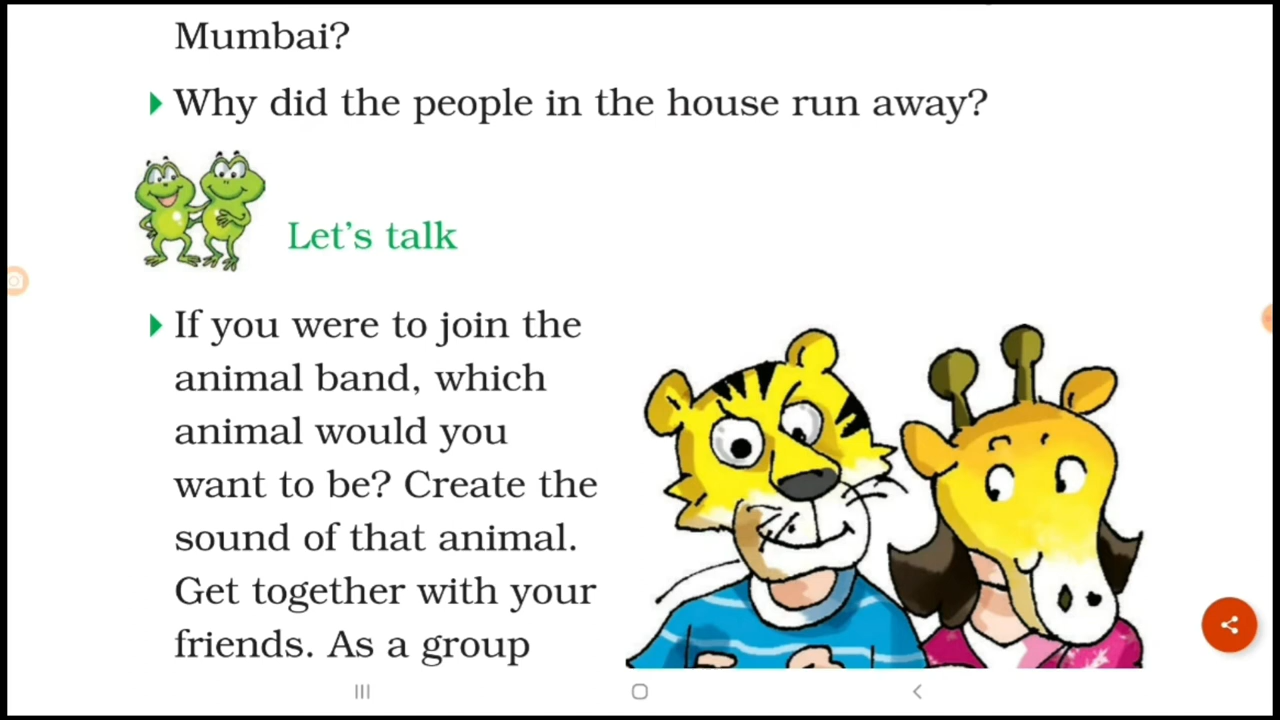 Mumbai?
Why did the people in the house run away?
Let's talk
If you were to join the
animal band, which
animal would you
want to be? Create the
sound of that animal.
Get together with your
friends. As a group